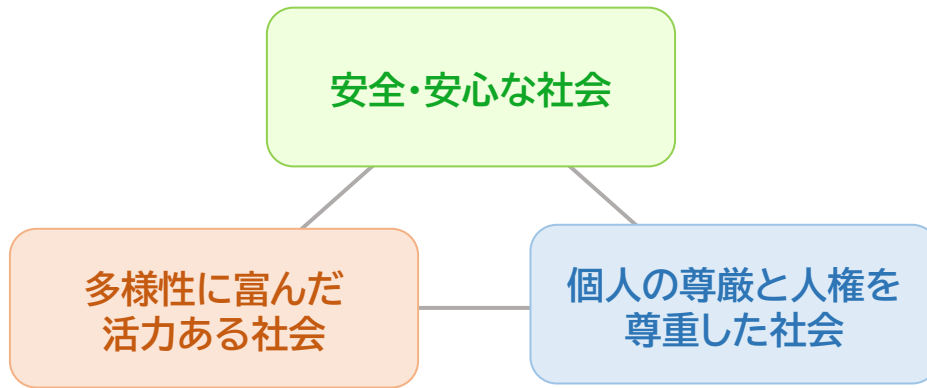 安全・安心な社会
多様性に富んだ
活力ある社会
個人の尊厳と人権を
尊重した社会